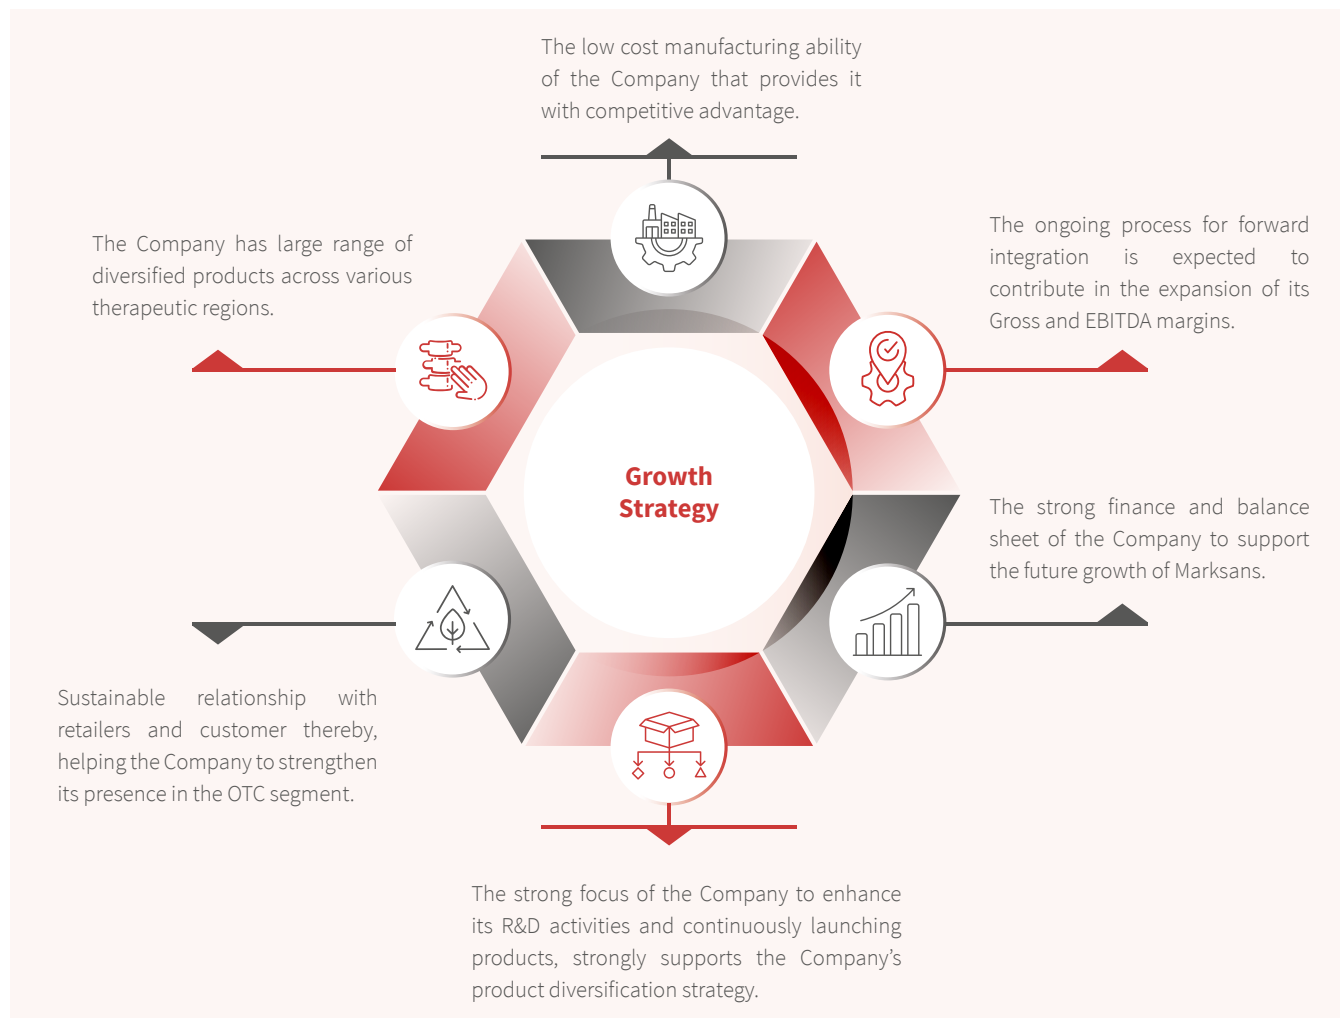 The low cost manufacturing ability
of the Company that provides it
with competitive advantage.
The ongoing process for forward
integration is expected to
contribute in the expansion of its
Gross and EBITDA margins.
The Company has large range of
diversified products across various
therapeutic regions.
Growth
Strategy
The strong finance and balance
sheet of the Company to support
the future growth of Marksans.
Sustainable relationship with
retailers and customer thereby,
helping the Company to strengthen
its presence in the OTC segment.
The strong focus of the Company to enhance
its R&D activities and continuously launching
products, strongly supports the Company’s
product diversification strategy.